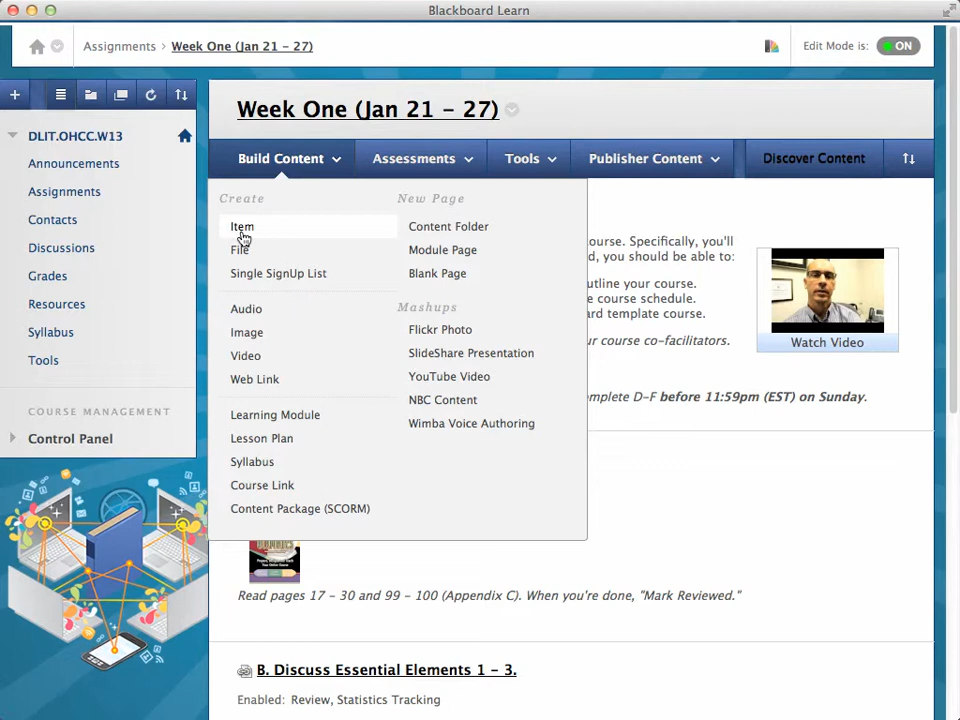 Blackboard Learn
Assignments > Week One (Jan 21 – 27)
Edit Mode is: ON
DLIT.OHCC.W13
Announcements
Assignments
Contacts
Discussions
Grades
Resources
Syllabus
Tools
COURSE MANAGEMENT
Control Panel
Week One (Jan 21 – 27)
Build Content
Assessments
Tools
Publisher Content
Discover Content
Create
Item
File
Single SignUp List
Audio
Image
Video
Web Link
Learning Module
Lesson Plan
Syllabus
Course Link
Content Package (SCORM)
New Page
Content Folder
Module Page
Blank Page
Mashups
Flickr Photo
SlideShare Presentation
YouTube Video
NBC Content
Wimba Voice Authoring
ourse. Specifically, you'll
d, you should be able to:
utline your course.
e course schedule.
ard template course.
ur course co-facilitators.
mplete D-F before 11:59pm (EST) on Sunday.
Watch Video
Read pages 17 – 30 and 99 – 100 (Appendix C). When you're done, "Mark Reviewed."
B. Discuss Essential Elements 1 – 3.
Enabled: Review, Statistics Tracking